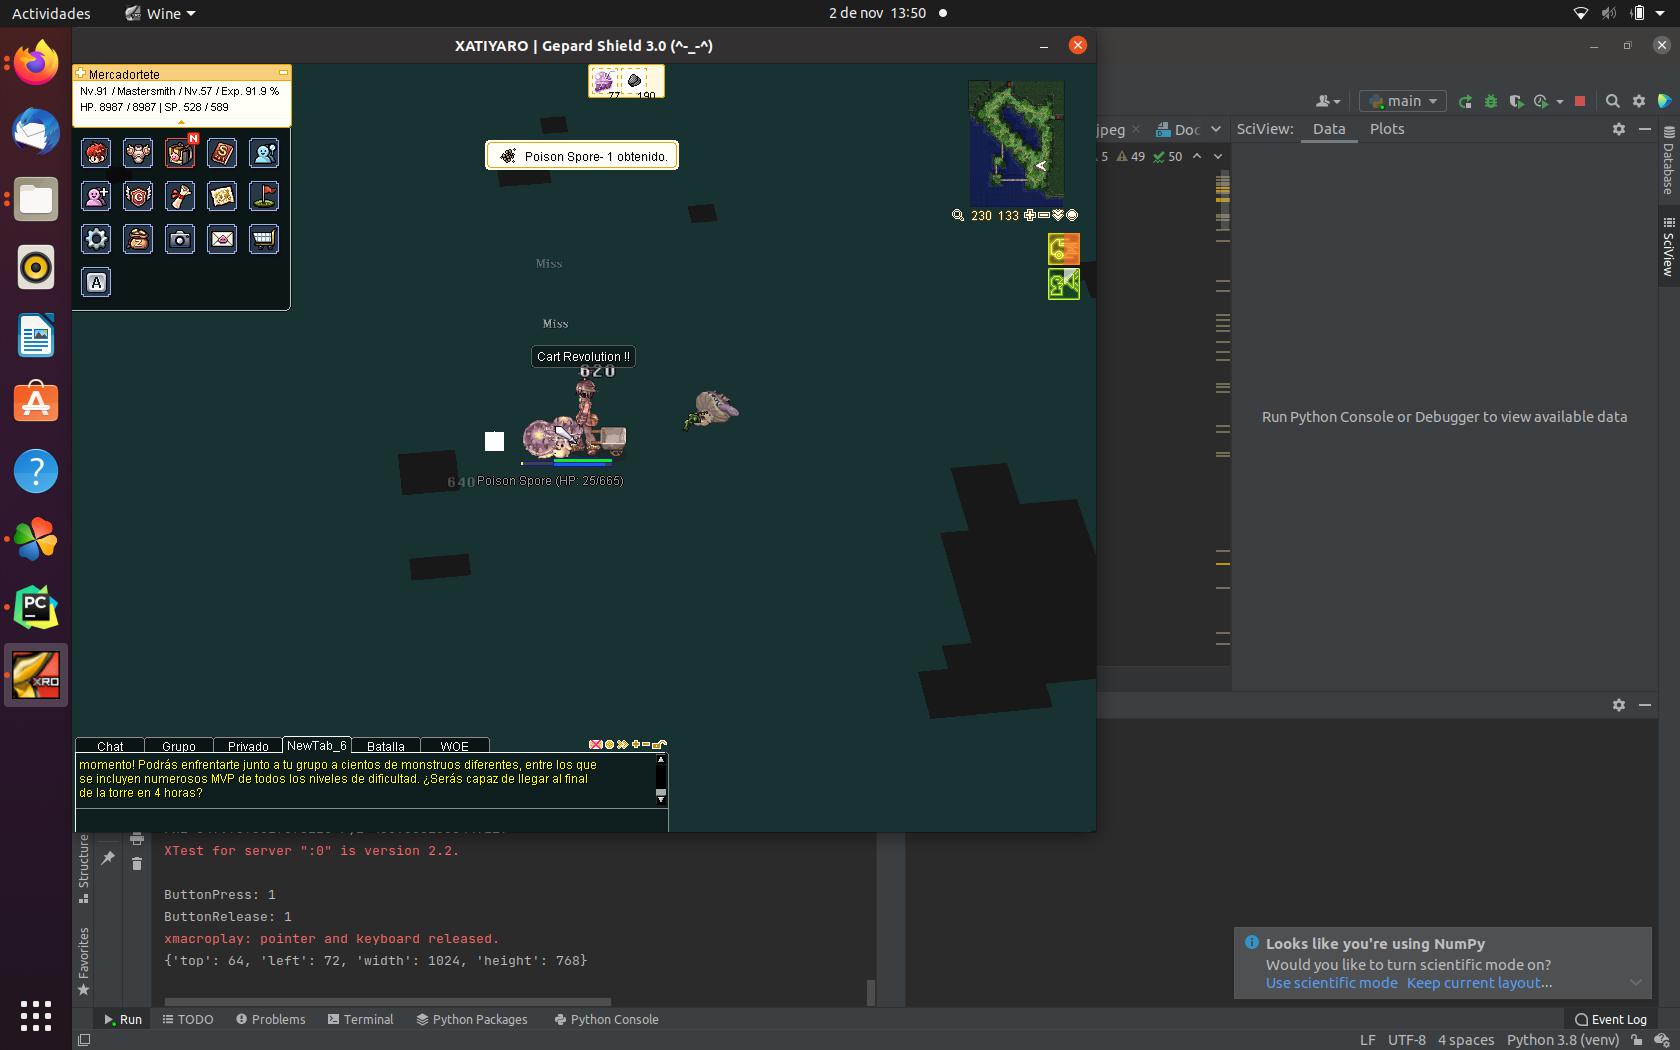 Actividades
Wine
2 de nov 13:50
XATIYARO | Gepard Shield 3.0 (^-_-^)
Mercadortete
Nv.91 / Mastersmith / Nv.57 / Exp. 91.9 %
HP. 8987 / 8987 | SP. 528 / 589
N
A
77 190
Poison Spore- 1 obtenido.
230 133
Miss
Miss
Cart Revolution !!
620
640
Poison Spore (HP: 25/665)
Chat
Grupo
Privado
NewTab_6
Batalla
WOE
momento! Podrás enfrentarte junto a tu grupo a cientos de monstruos diferentes, entre los que
se incluyen numerosos MVP de todos los niveles de dificultad. ¿Serás capaz de llegar al final
de la torre en 4 horas?
main
jpeg
Doc
SciView:
Data
Plots
5
49
50
Database
SciView
Run Python Console or Debugger to view available data
XTest for server ":0" is version 2.2.
ButtonPress: 1
ButtonRelease: 1
xmacroplay: pointer and keyboard released.
{'top': 64, 'left': 72, 'width': 1024, 'height': 768}
Structure
Favorites
Looks like you're using NumPy
Would you like to turn scientific mode on?
Use scientific mode Keep current layout...
Run
TODO
Problems
Terminal
Python Packages
Python Console
Event Log
LF UTF-8 4 spaces Python 3.8 (venv)
PC
XRO